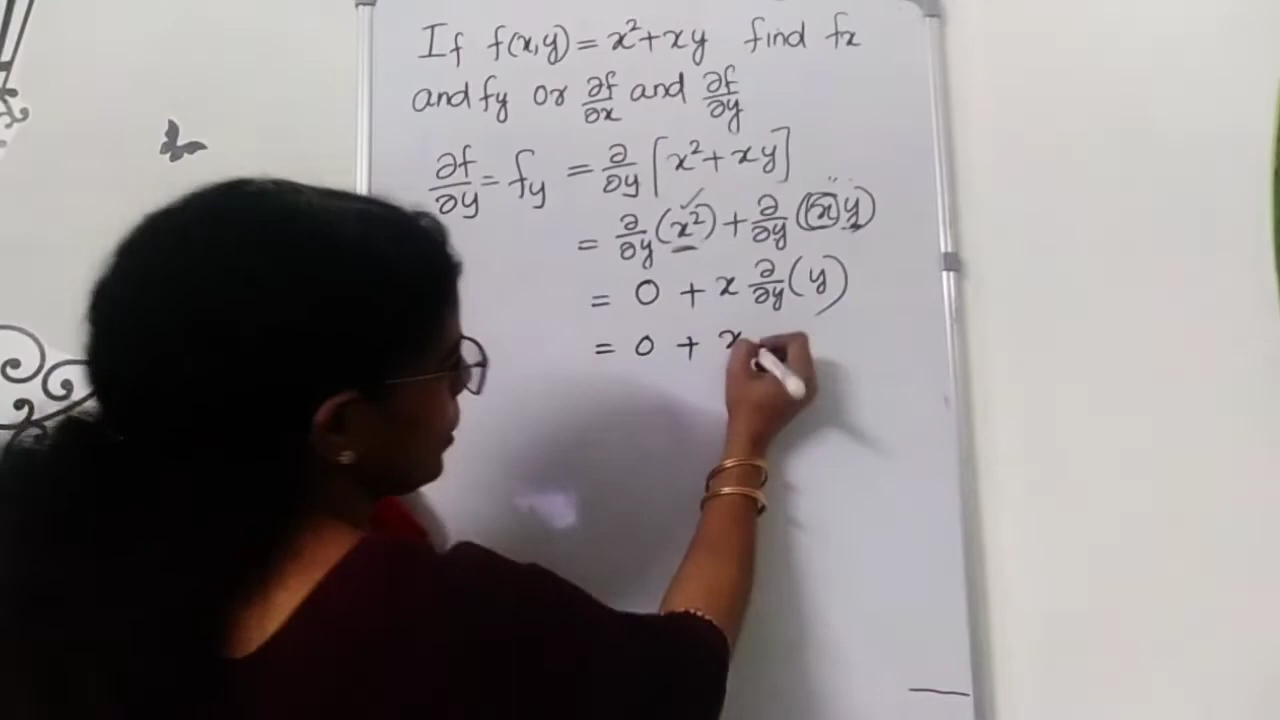 If f(x,y) = x²+xy find fx
and fy or ∂f/∂x and ∂f/∂y
∂f/∂y = fy = ∂/∂y [x²+xy]
= ∂/∂y (x²) + ∂/∂y (xy)
= 0 + x ∂/∂y (y)
= 0 + x